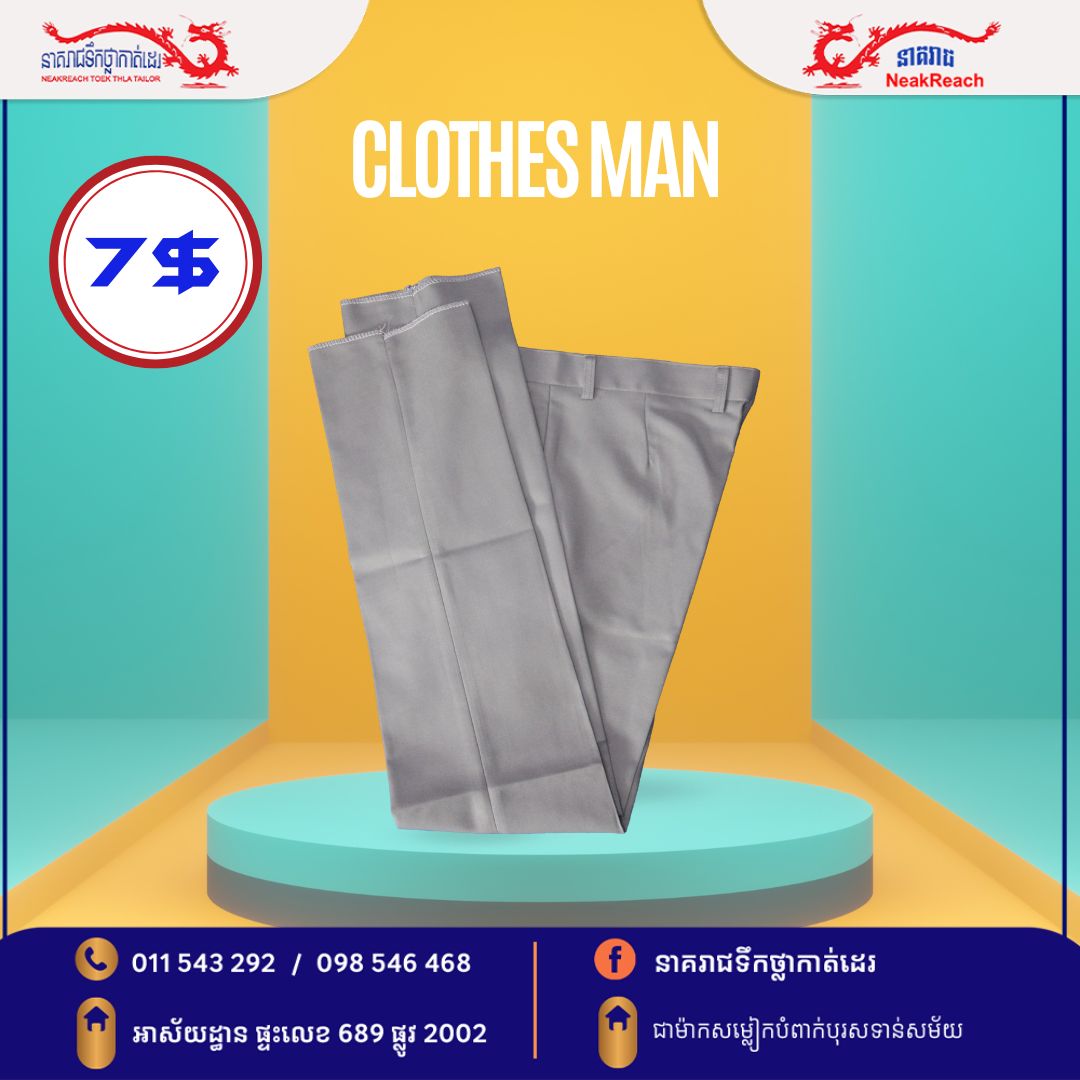 នាគរាជទឹកថ្លាកាត់ដេរ
NEAKREACH TOEK THLA TAILOR
នាគរាជ
NeakReach
CLOTHES MAN
7$
011 543 292 / 098 546 468
នាគរាជទឹកថ្លាកាត់ដេរ
អាស័យដ្ឋាន ផ្ទះលេខ 689 ផ្លូវ 2002
ជាម៉ាកសម្លៀកបំពាក់បុរសទាន់សម័យ